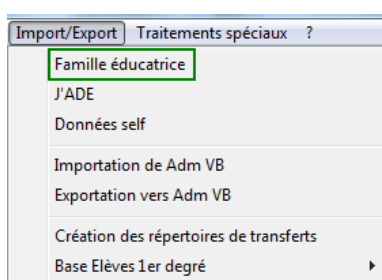 Import/Export Traitements spéciaux ?
Famille éducatrice
J'ADE
Données self
Importation de Adm VB
Exportation vers Adm VB
Création des répertoires de transferts
Base Elèves 1er degré